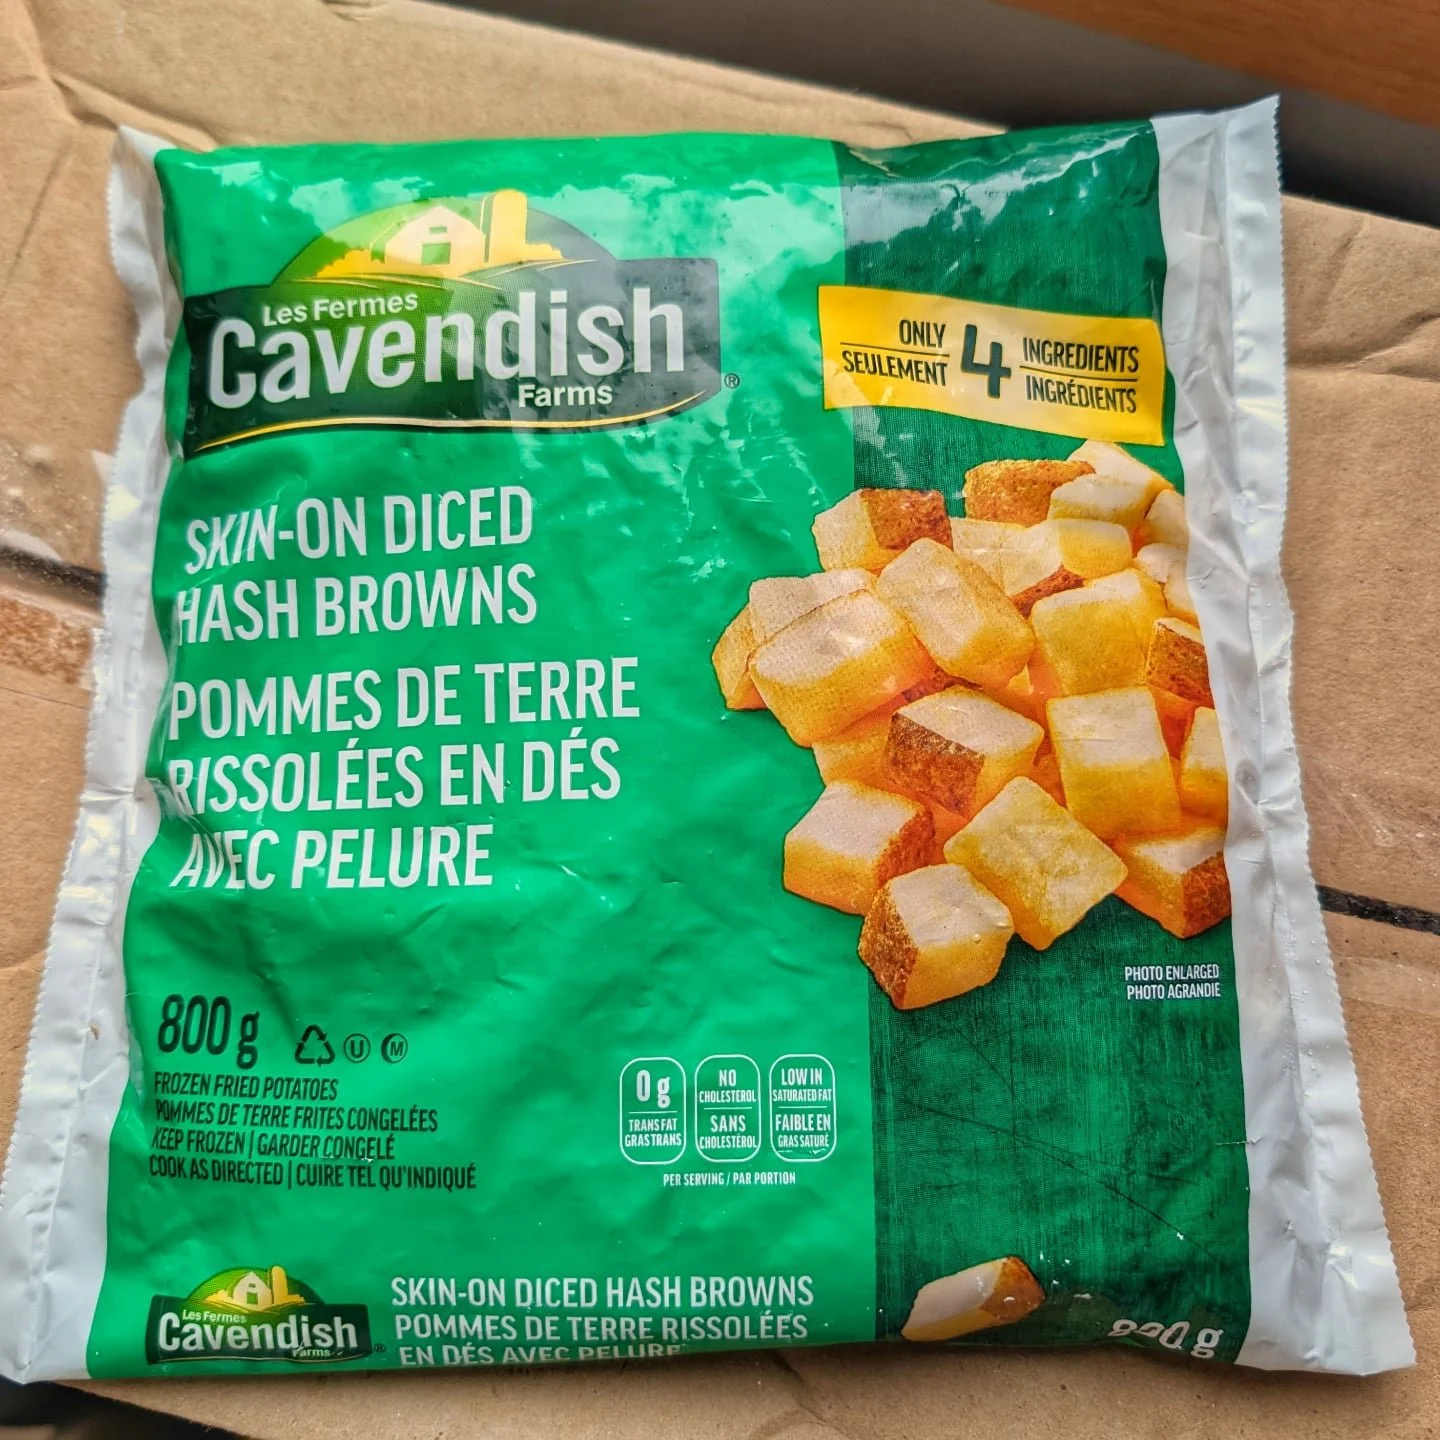 Les Fermes
Cavendish
Farms
®
ONLY
SEULEMENT
4
INGREDIENTS
INGRÉDIENTS
SKIN-ON DICED
HASH BROWNS
POMMES DE TERRE
RISSOLÉES EN DÉS
AVEC PELURE
PHOTO ENLARGED
PHOTO AGRANDIE
800 g
U
M
FROZEN FRIED POTATOES
POMMES DE TERRE FRITES CONGELÉES
KEEP FROZEN | GARDER CONGELÉ
COOK AS DIRECTED | CUIRE TEL QU'INDIQUÉ
0 g
TRANS FAT
GRAS TRANS
NO
CHOLESTEROL
SANS
CHOLESTÉROL
LOW IN
SATURATED FAT
FAIBLE EN
GRAS SATURÉ
PER SERVING / PAR PORTION
Les Fermes
Cavendish
Farms
®
SKIN-ON DICED HASH BROWNS
POMMES DE TERRE RISSOLÉES
EN DÉS AVEC PELURE
800 g